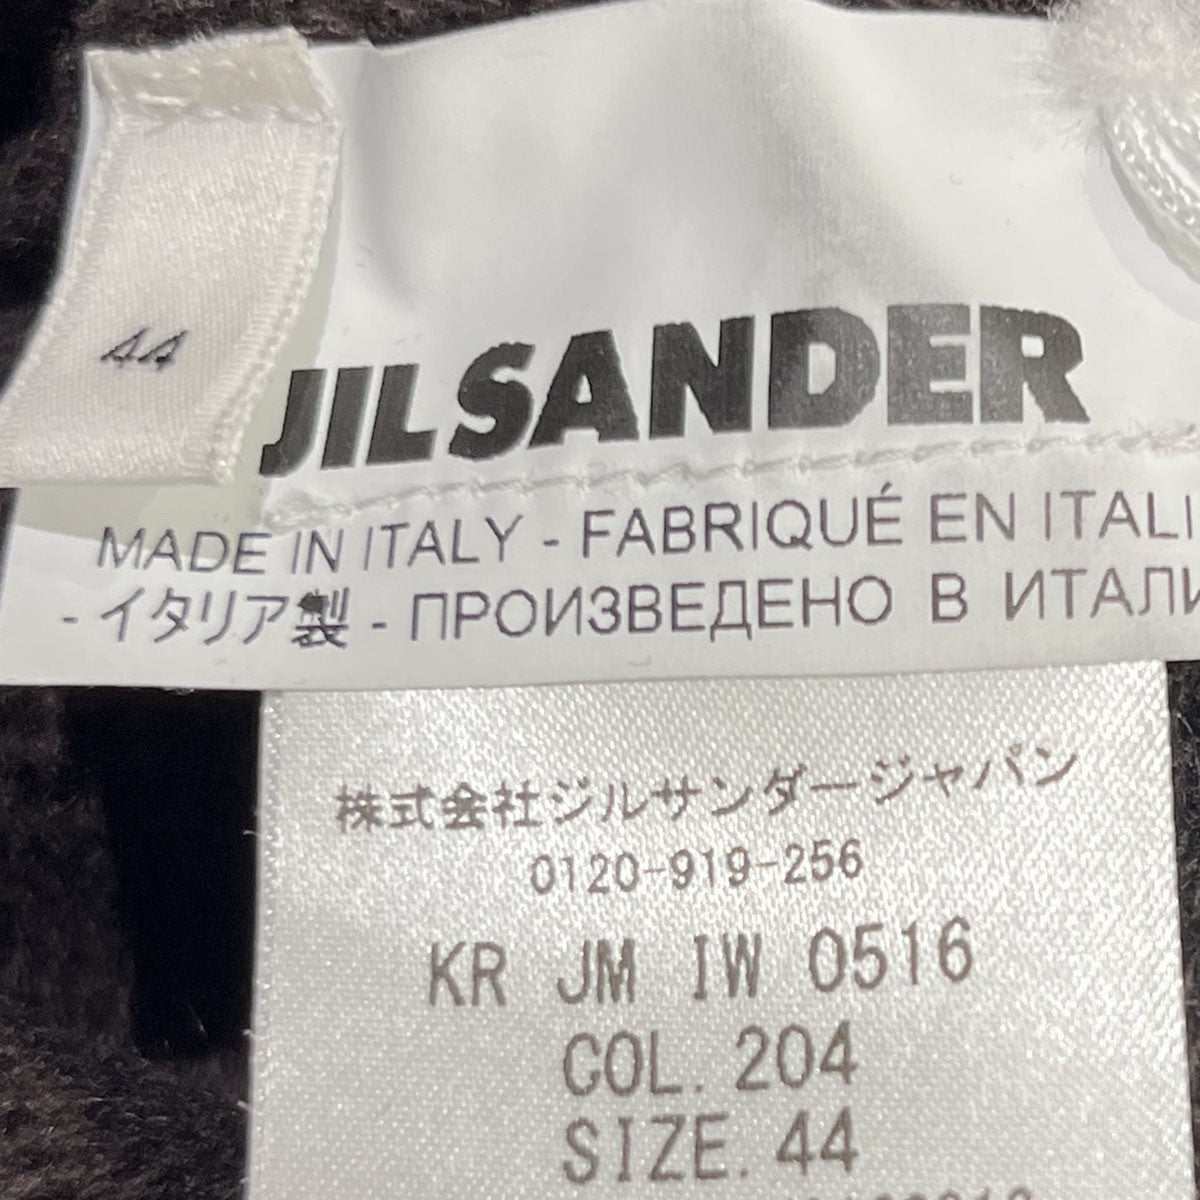 44
JIL SANDER
MADE IN ITALY - FABRIQUÉ EN ITALI
- イタリア製 - ПРОИЗВЕДЕНО В ИТАЛИ
株式会社ジルサンダージャパン
0120-919-256
KR JM IW 0516
COL. 204
SIZE. 44